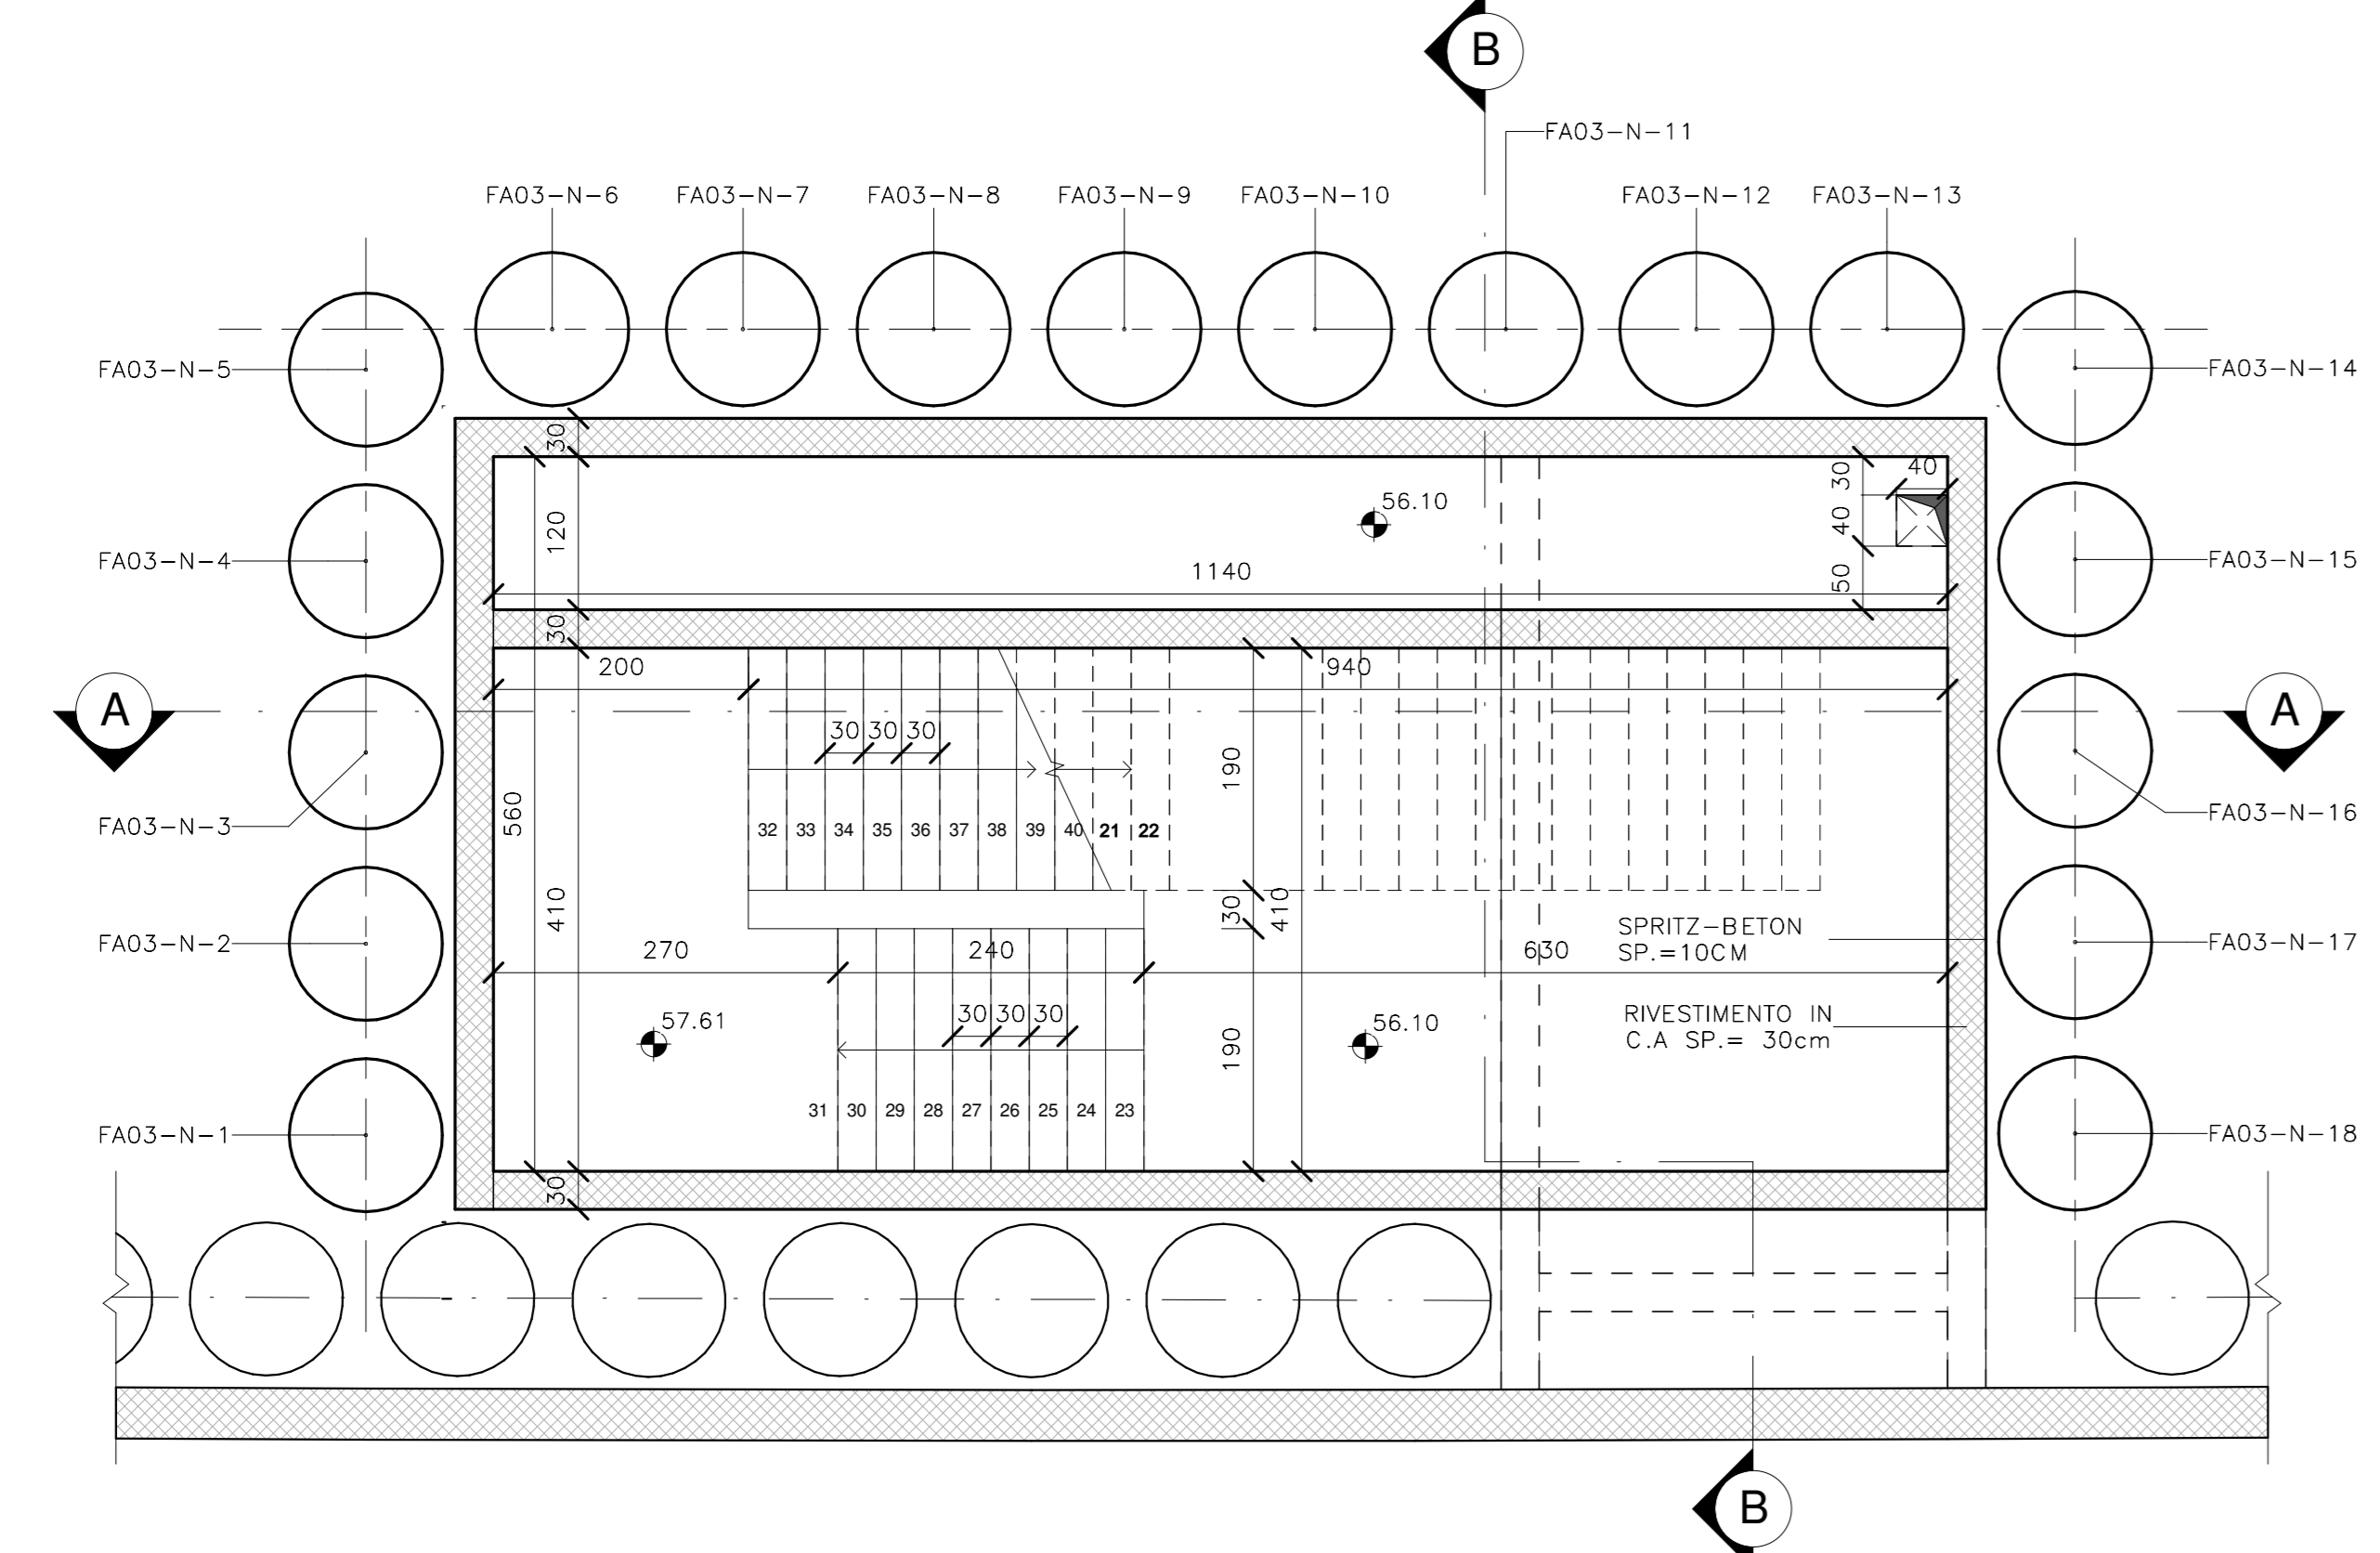 B
FA03-N-11
FA03-N-6 FA03-N-7 FA03-N-8 FA03-N-9 FA03-N-10 FA03-N-12 FA03-N-13
FA03-N-5
FA03-N-14
30
40
30
56.10
120
40
FA03-N-4
FA03-N-15
1140
50
30
200
940
A
A
30 30 30
190
560
FA03-N-3
FA03-N-16
32 33 34 35 36 37 38 39 40 21 22
410
30
410
SPRITZ-BETON
SP.=10CM
FA03-N-2
FA03-N-17
270
240
630
30 30 30
57.61
56.10
RIVESTIMENTO IN
C.A SP.= 30cm
190
31 30 29 28 27 26 25 24 23
FA03-N-1
FA03-N-18
30
B